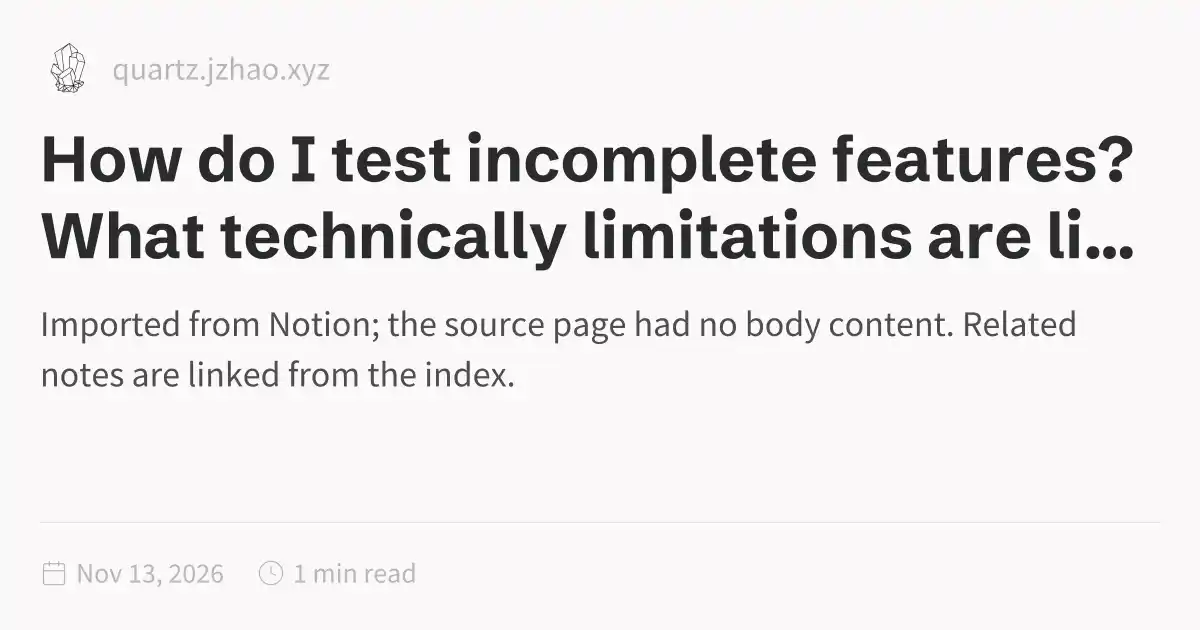 quartz.jzhao.xyz
How do I test incomplete features?
What technically limitations are li...
Imported from Notion; the source page had no body content. Related
notes are linked from the index.
Nov 13, 2026 1 min read